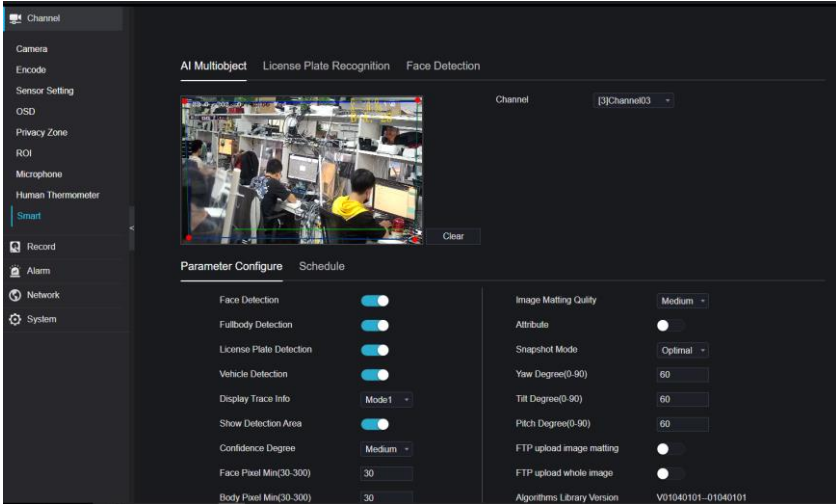 Channel
Camera
Encode
Sensor Setting
OSD
Privacy Zone
ROI
Microphone
Human Thermometer
Smart
Record
Alarm
Network
System
<
AI Multiobject License Plate Recognition Face Detection
Channel [3]Channel03
Clear
Parameter Configure Schedule
Face Detection Image Matting Qulity Medium
Fullbody Detection Attribute
License Plate Detection Snapshot Mode Optimal
Vehicle Detection Yaw Degree(0-90) 60
Display Trace Info Mode1 Tilt Degree(0-90) 60
Show Detection Area Pitch Degree(0-90) 60
Confidence Degree Medium FTP upload image matting
Face Pixel Min(30-300) 30 FTP upload whole image
Body Pixel Min(30-300) 30 Algorithms Library Version V01040101--01040101